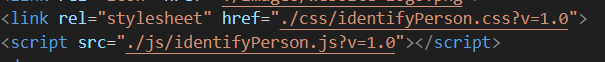 <link rel="stylesheet" href="./css/identifyPerson.css?v=1.0">
<script src="./js/identifyPerson.js?v=1.0"></script>